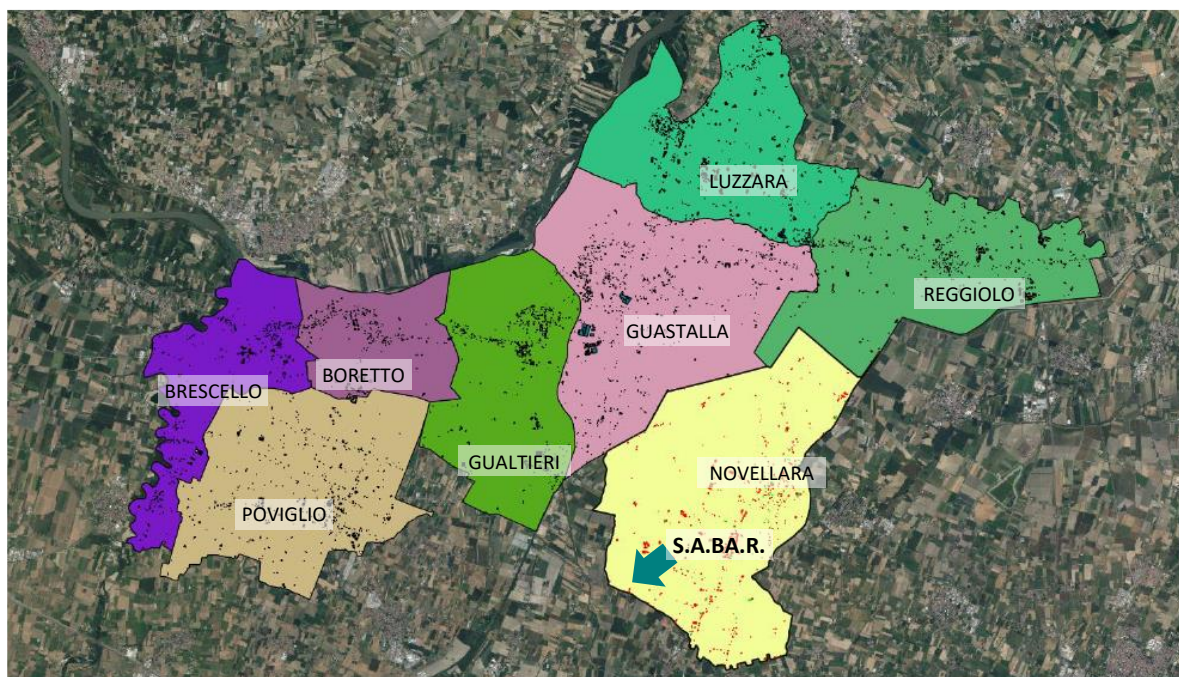 LUZZARA
REGGIOLO
GUASTALLA
BORETTO
BRESCELLO
GUALTIERI
NOVELLARA
POVIGLIO
S.A.BA.R.